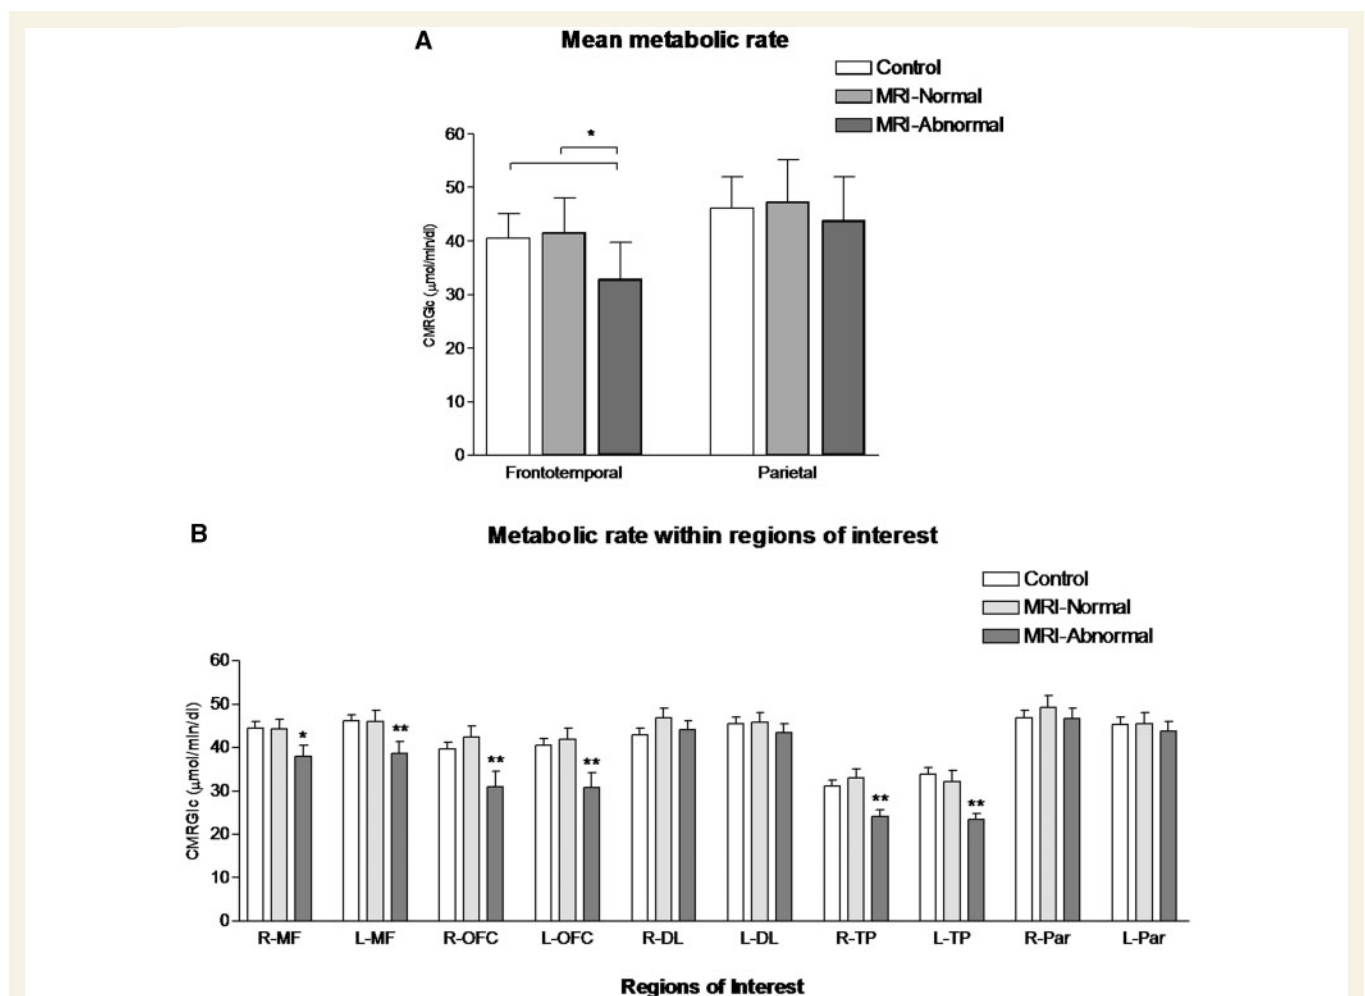 A Mean metabolic rate
Control
MRI-Normal
MRI-Abnormal
60
*
50
40
30
20
10
0
CMRGlc (μmol/min/dl)
Frontotemporal Parietal
B Metabolic rate within regions of interest
Control
MRI-Normal
MRI-Abnormal
60
50
40
30
20
10
0
CMRGlc (μmol/min/dl)
* ** ** ** ** **
R-MF L-MF R-OFC L-OFC R-DL L-DL R-TP L-TP R-Par L-Par
Regions of Interest